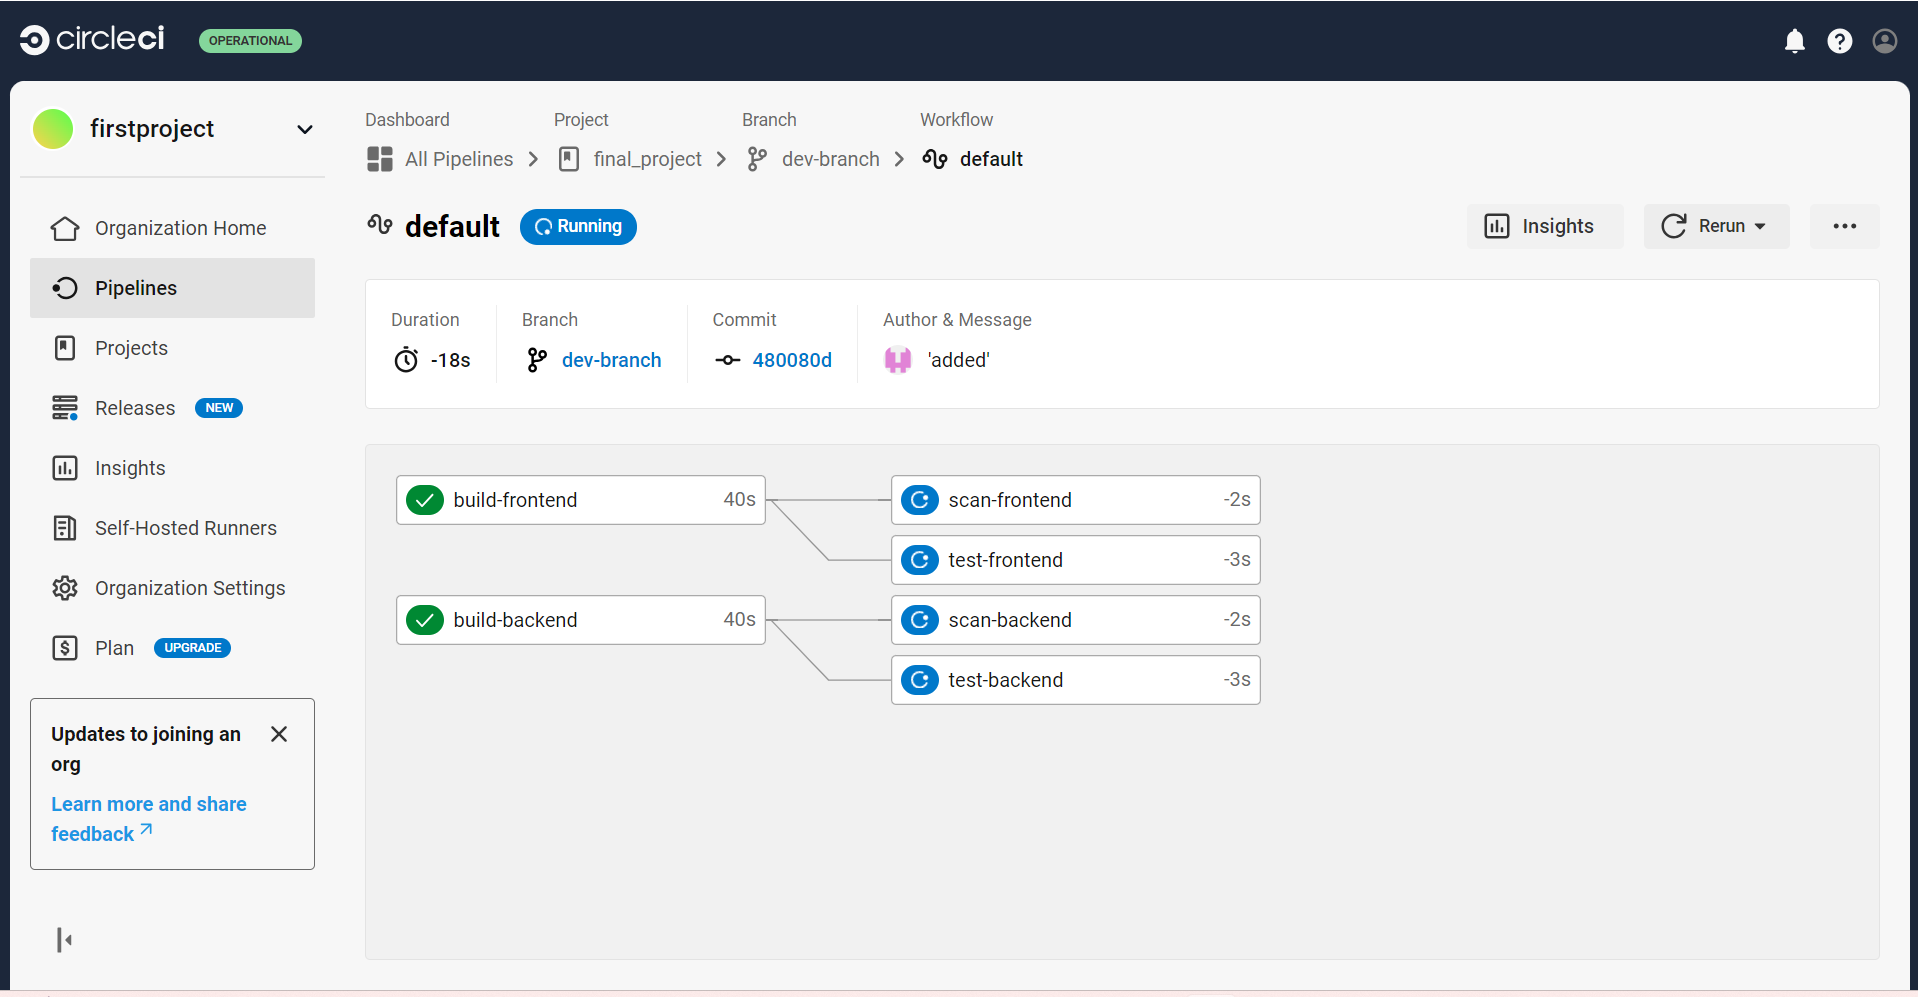 circleci
OPERATIONAL
firstproject
Organization Home
Pipelines
Projects
Releases NEW
Insights
Self-Hosted Runners
Organization Settings
Plan UPGRADE
Updates to joining an
org
Learn more and share
feedback
Dashboard Project Branch Workflow
All Pipelines final_project dev-branch default
default Running
Insights Rerun
Duration Branch Commit Author & Message
-18s dev-branch 480080d 'added'
build-frontend 40s scan-frontend -2s
test-frontend -3s
build-backend 40s scan-backend -2s
test-backend -3s